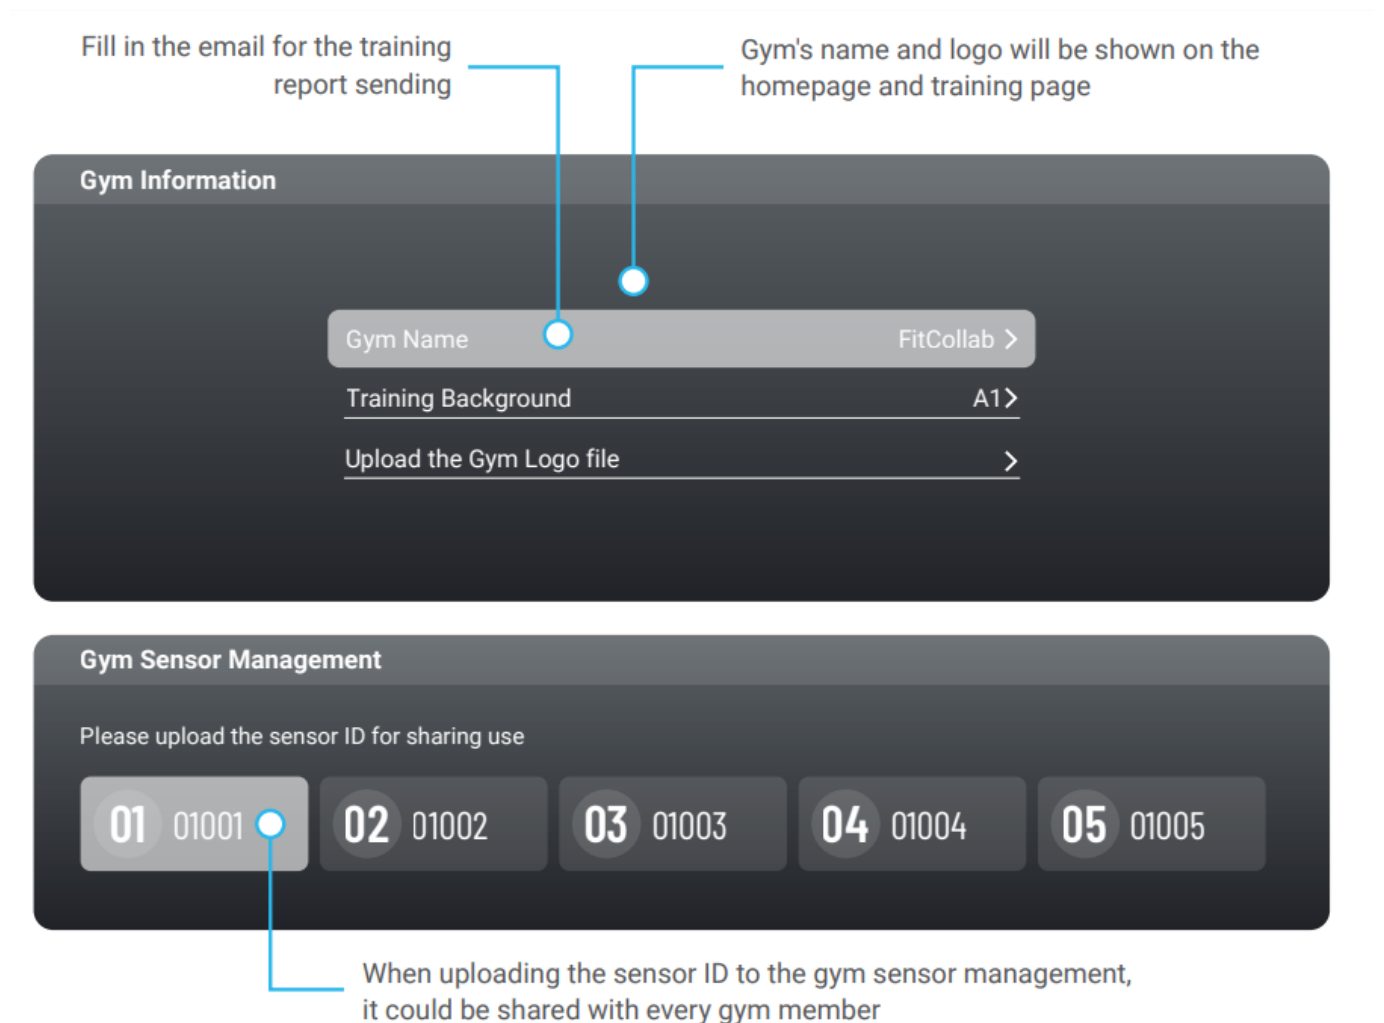 Fill in the email for the training
report sending
Gym's name and logo will be shown on the
homepage and training page
Gym Information
Gym Name FitCollab >
Training Background A1>
Upload the Gym Logo file >
Gym Sensor Management
Please upload the sensor ID for sharing use
01 01001 02 01002 03 01003 04 01004 05 01005
When uploading the sensor ID to the gym sensor management,
it could be shared with every gym member